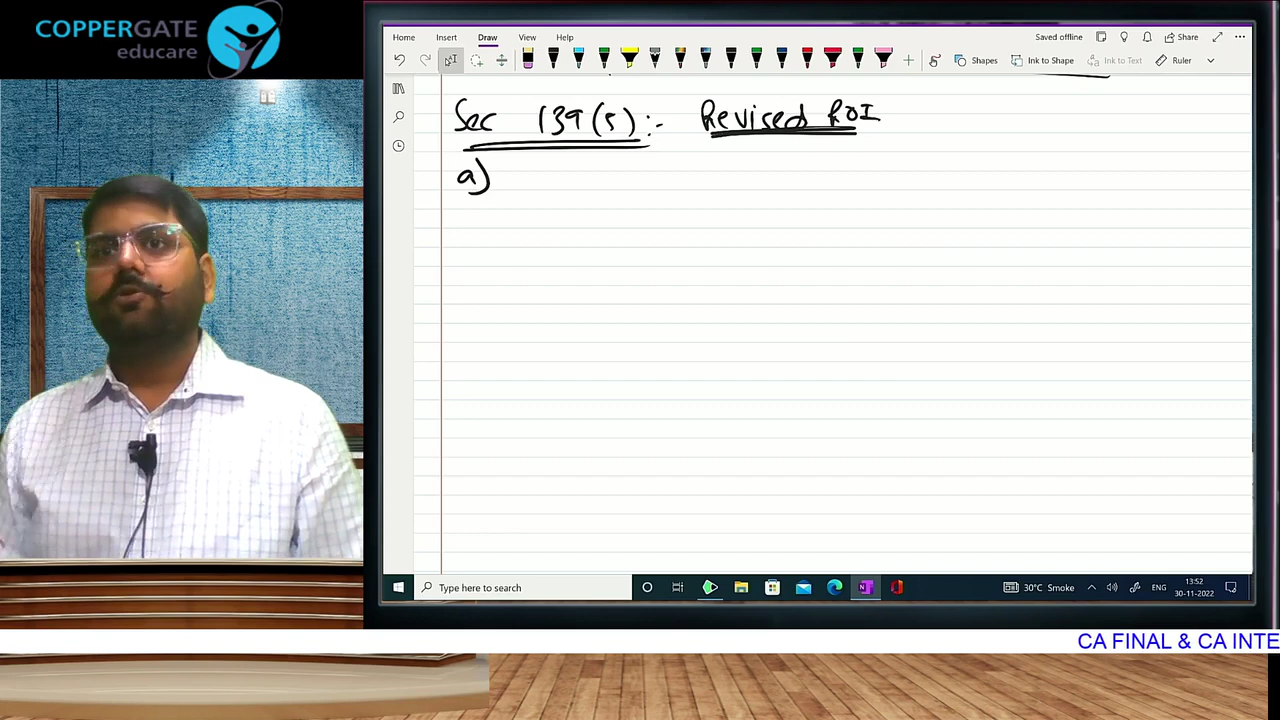 COPPERGATE
educare
Home Insert Draw View Help
Saved offline Share
Shapes Ink to Shape Ink to Text Ruler
Sec 139(5):- Revised ROI
a)
Type here to search
30°C Smoke ENG 13:52
30-11-2022
CA FINAL & CA INTE